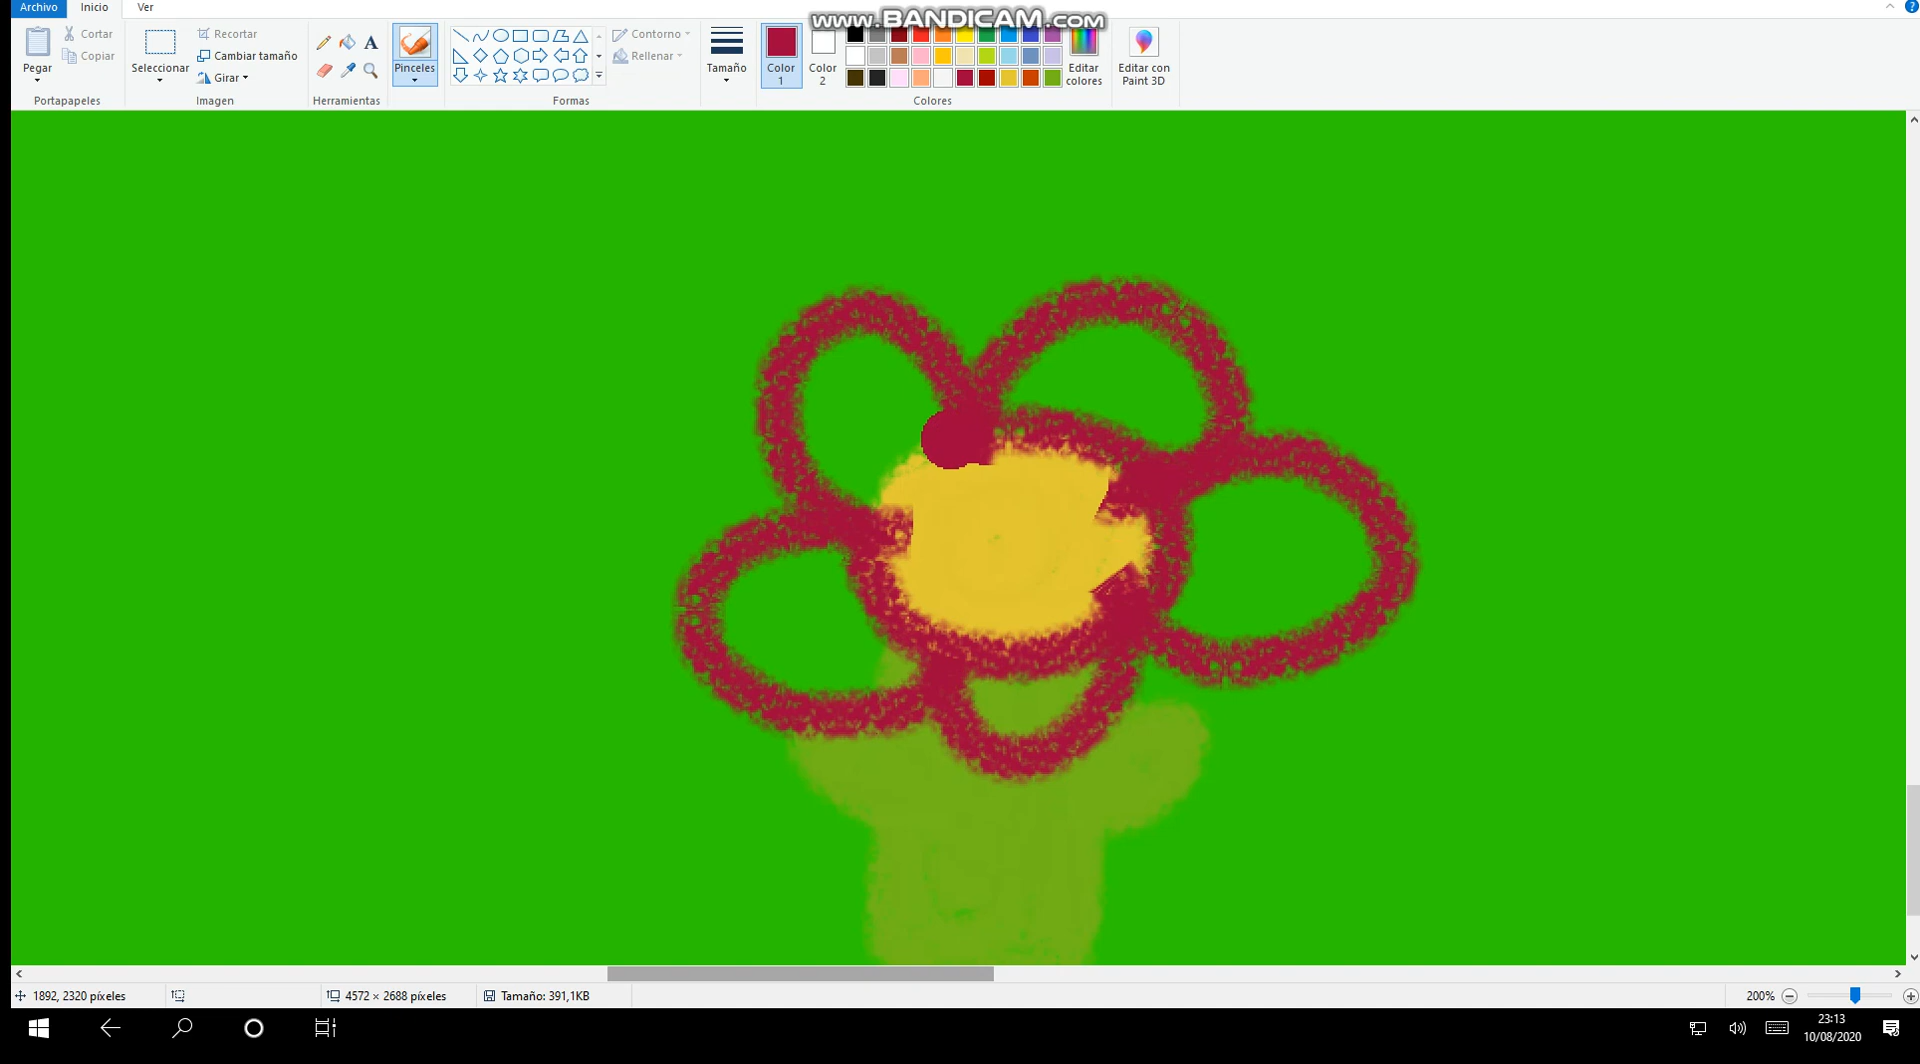 Archivo Inicio Ver
www.BANDICAM.com
Pegar
Cortar
Copiar
Portapapeles
Seleccionar
Recortar
Cambiar tamaño
Girar
Imagen
A
Herramientas
Pinceles
Contorno
Rellenar
Formas
Tamaño
Color
1
Color
2
Editar
colores
Colores
Editar con
Paint 3D
1892, 2320 píxeles
4572 × 2688 píxeles
Tamaño: 391,1KB
200%
23:13
10/08/2020